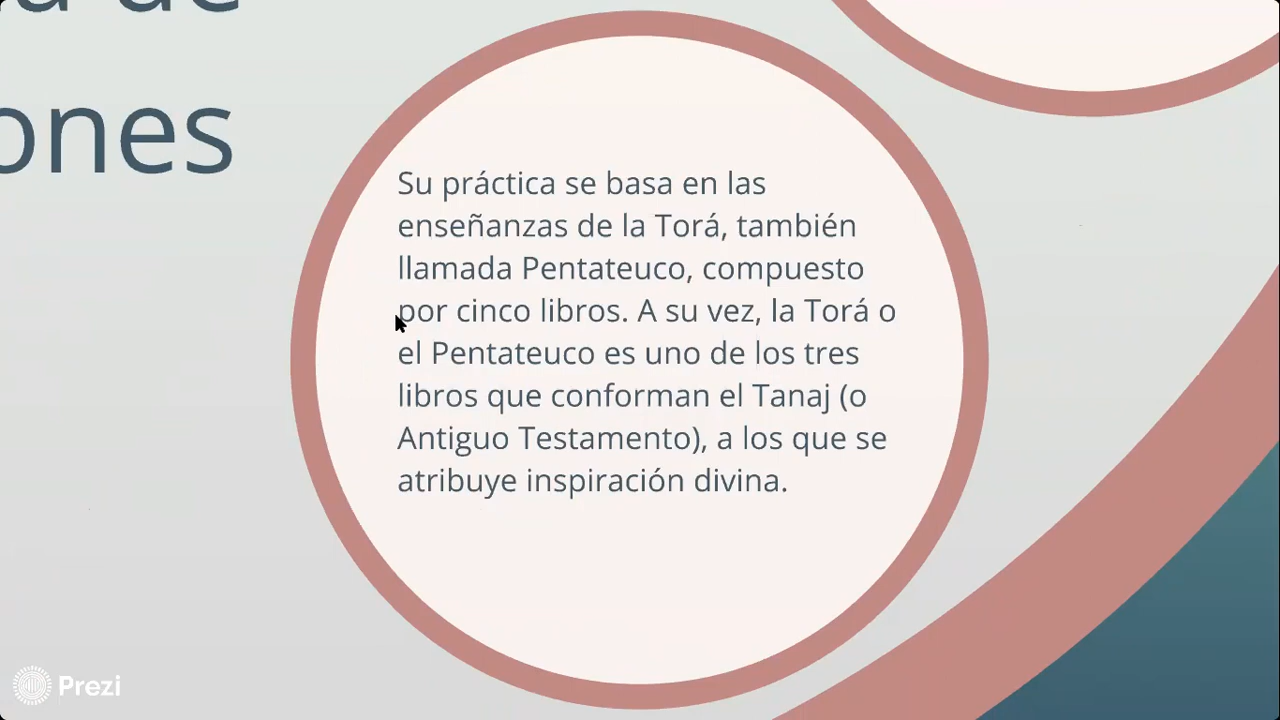 ones
Su práctica se basa en las
enseñanzas de la Torá, también
llamada Pentateuco, compuesto
por cinco libros. A su vez, la Torá o
el Pentateuco es uno de los tres
libros que conforman el Tanaj (o
Antiguo Testamento), a los que se
atribuye inspiración divina.
Prezi